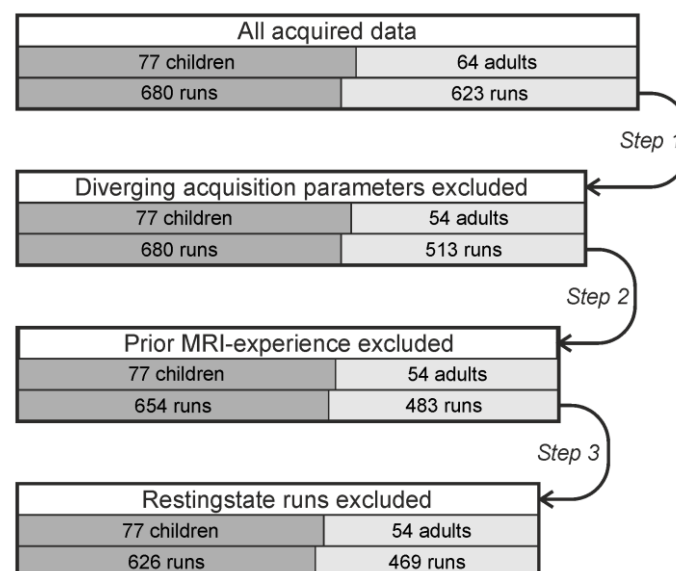 All acquired data
77 children 64 adults
680 runs 623 runs
Step 1
Diverging acquisition parameters excluded
77 children 54 adults
680 runs 513 runs
Step 2
Prior MRI-experience excluded
77 children 54 adults
654 runs 483 runs
Step 3
Restingstate runs excluded
77 children 54 adults
626 runs 469 runs